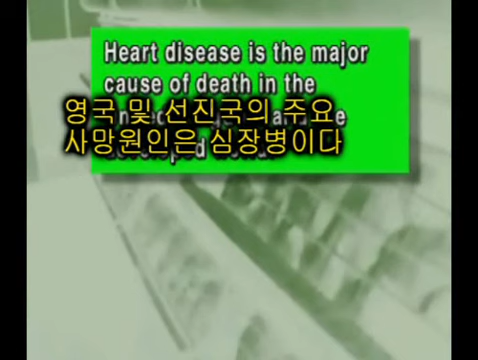 Heart disease is the major
cause of death in the
영국 및 선진국의 주요
사망원인은 심장병이다